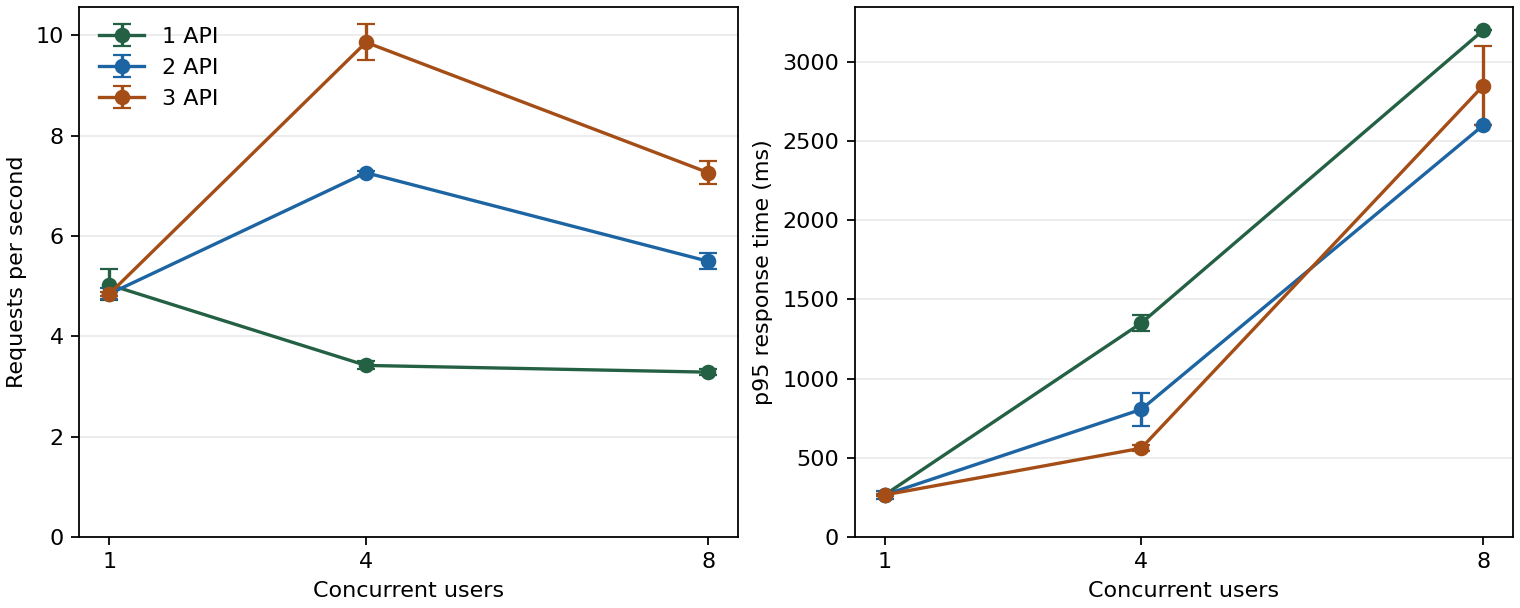 Requests per second
10
8
6
4
2
0
1 API
2 API
3 API
1
4
8
Concurrent users
p95 response time (ms)
3000
2500
2000
1500
1000
500
0
1
4
8
Concurrent users